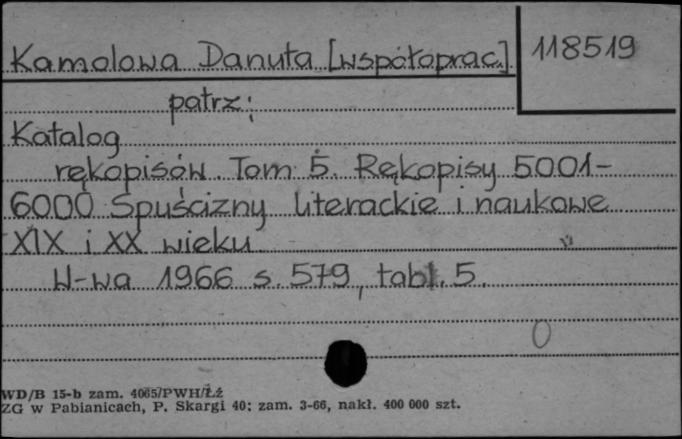 Kamolowa Danuta [współoprac.] 118519
patrz:
Katalog
rękopisów. Tom 5. Rękopisy 5001-
6000 Spuścizny literackie i naukowe
XIX i XX wieku
W-wa 1966 s. 579, tabl. 5.
0
WD/B 15-b zam. 4065/PWH/Łż
ZG w Pabianicach, P. Skargi 40; zam. 3-66, nakł. 400 000 szt.